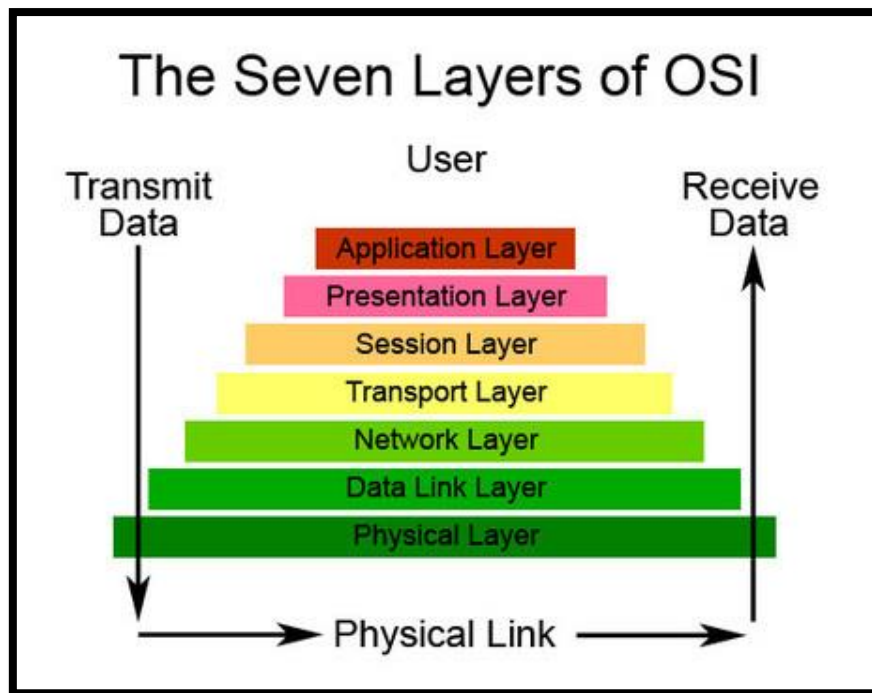 The Seven Layers of OSI
User
Transmit
Data
Receive
Data
Application Layer
Presentation Layer
Session Layer
Transport Layer
Network Layer
Data Link Layer
Physical Layer
Physical Link